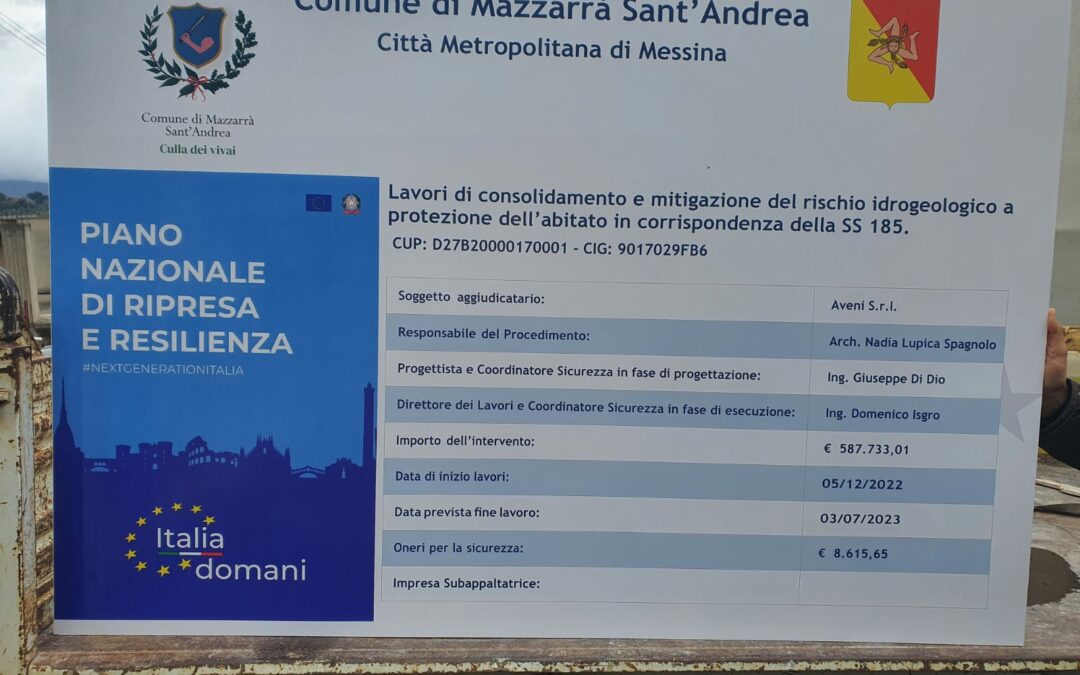 Comune di Mazzarrà Sant'Andrea
Città Metropolitana di Messina
Comune di Mazzarrà
Sant'Andrea
Culla dei vivai
PIANO
NAZIONALE
DI RIPRESA
E RESILIENZA
#NEXTGENERATIONITALIA
Italia
domani
Lavori di consolidamento e mitigazione del rischio idrogeologico a
protezione dell'abitato in corrispondenza della SS 185.
CUP: D27B20000170001 - CIG: 9017029FB6
Soggetto aggiudicatario: Aveni S.r.l.
Responsabile del Procedimento: Arch. Nadia Lupica Spagnolo
Progettista e Coordinatore Sicurezza in fase di progettazione: Ing. Giuseppe Di Dio
Direttore dei Lavori e Coordinatore Sicurezza in fase di esecuzione: Ing. Domenico Isgro
Importo dell'intervento: € 587.733,01
Data di inizio lavori: 05/12/2022
Data prevista fine lavoro: 03/07/2023
Oneri per la sicurezza: € 8.615,65
Impresa Subappaltatrice: